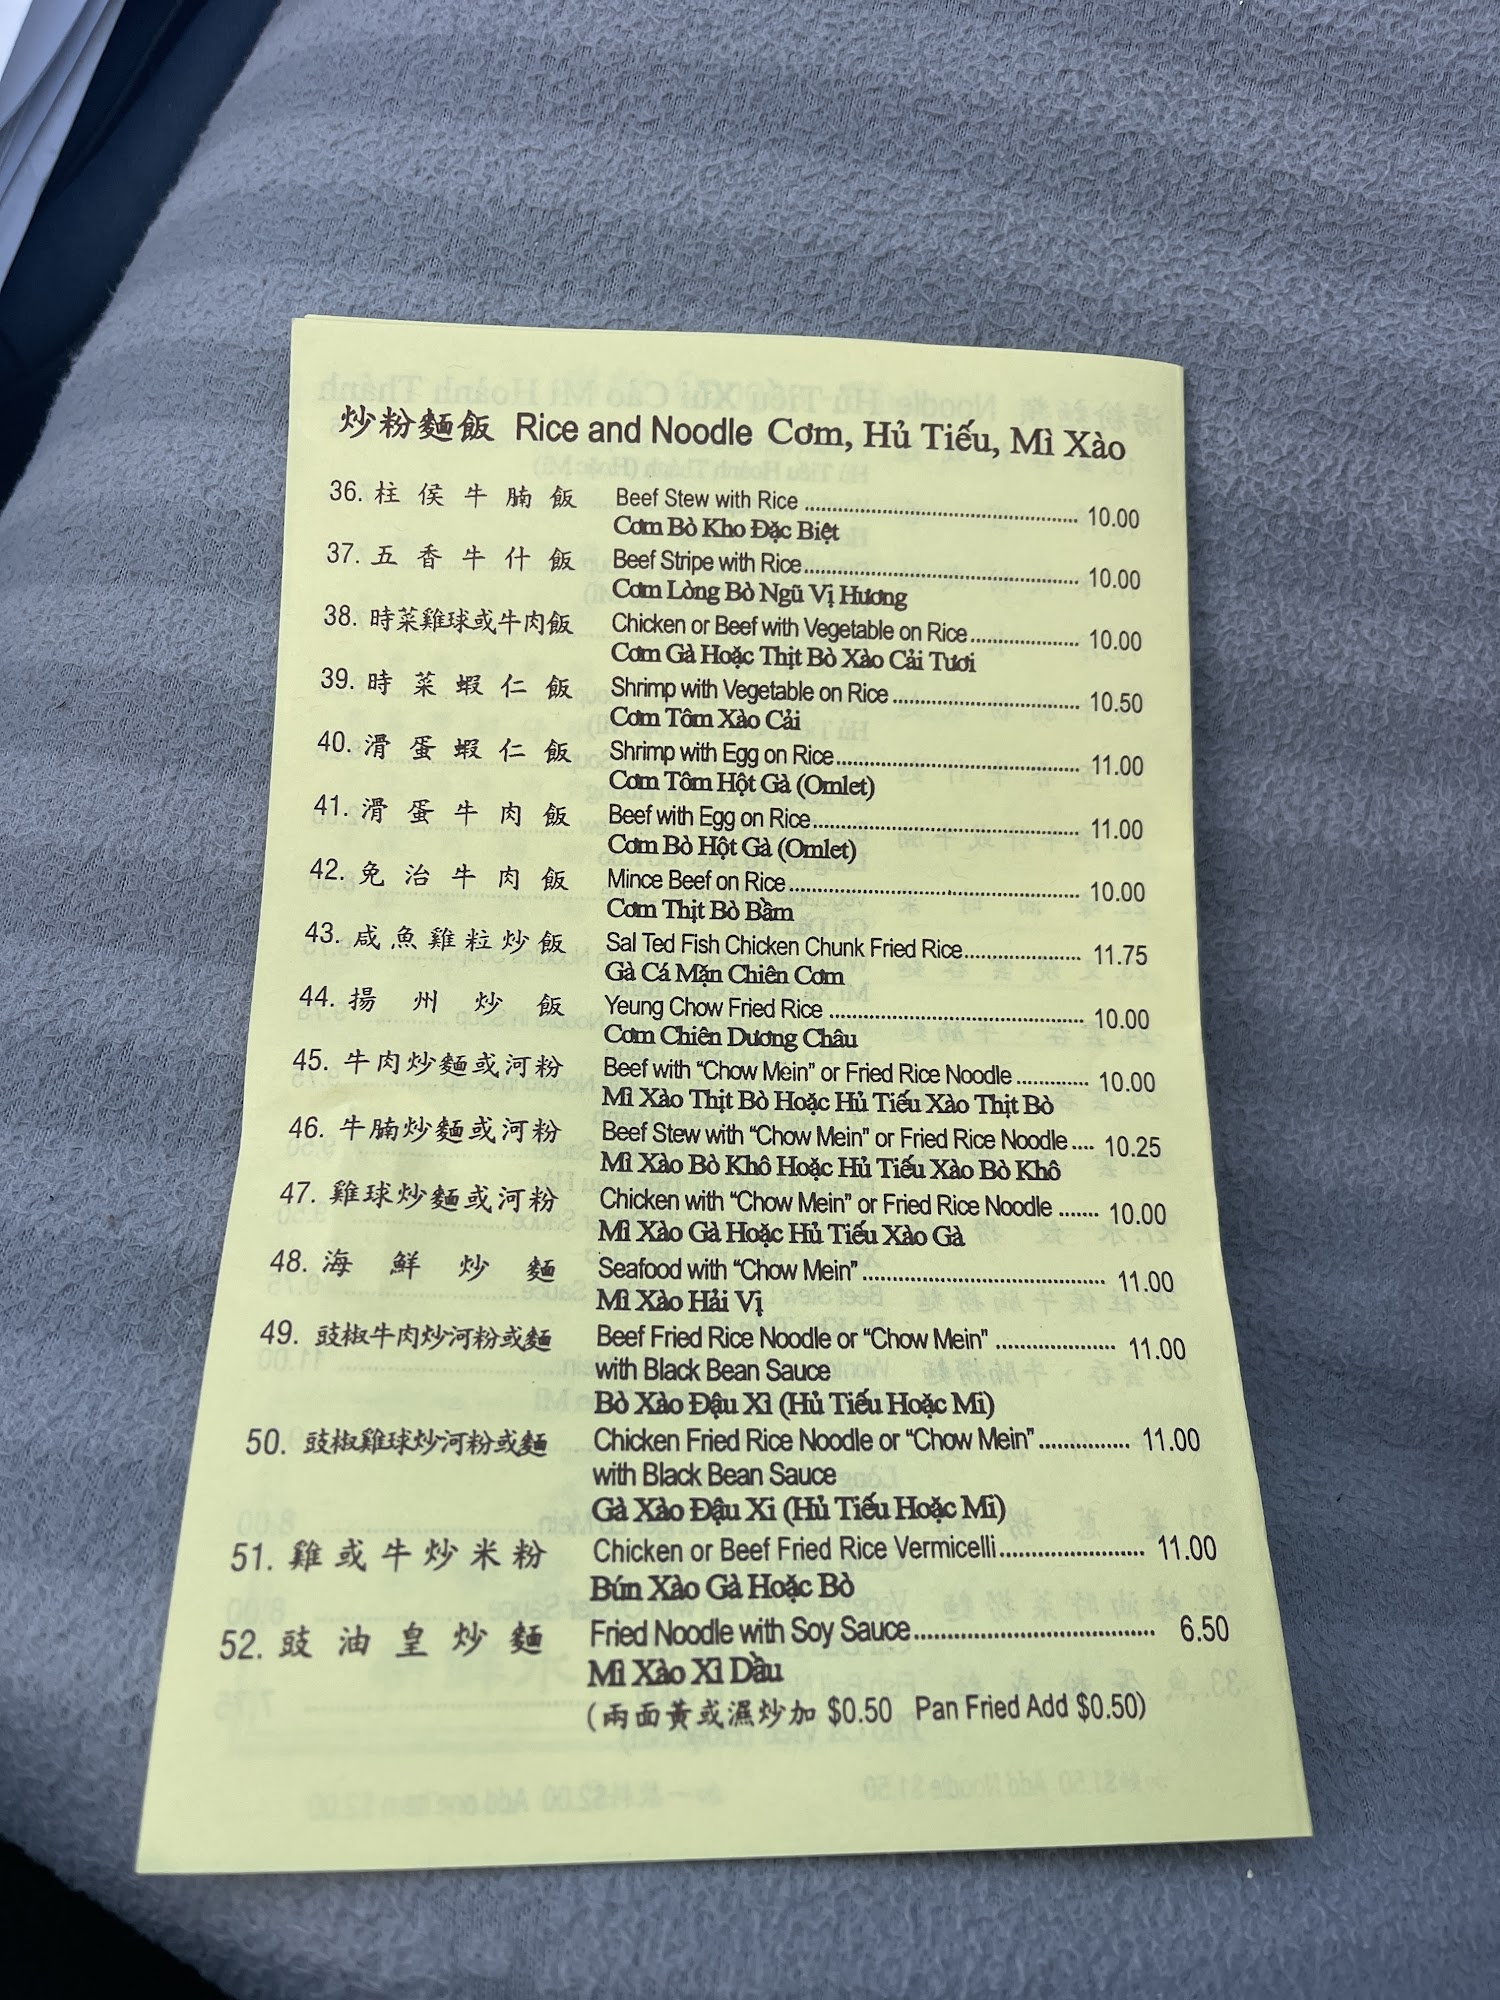 炒粉麵飯 Rice and Noodle Cơm, Hủ Tiếu, Mì Xào
36. 柱侯牛腩飯 Beef Stew with Rice 10.00
Cơm Bò Kho Đặc Biệt
37. 五香牛什飯 Beef Stripe with Rice 10.00
Cơm Lòng Bò Ngũ Vị Hương
38. 時菜雞球或牛肉飯 Chicken or Beef with Vegetable on Rice 10.00
Cơm Gà Hoặc Thịt Bò Xào Cải Tươi
39. 時菜蝦仁飯 Shrimp with Vegetable on Rice 10.50
Cơm Tôm Xào Cải
40. 滑蛋蝦仁飯 Shrimp with Egg on Rice 11.00
Cơm Tôm Hột Gà (Omlet)
41. 滑蛋牛肉飯 Beef with Egg on Rice 11.00
Cơm Bò Hột Gà (Omlet)
42. 免治牛肉飯 Mince Beef on Rice 10.00
Cơm Thịt Bò Bầm
43. 咸魚雞粒炒飯 Sal Ted Fish Chicken Chunk Fried Rice 11.75
Gà Cá Mặn Chiên Cơm
44. 揚州炒飯 Yeung Chow Fried Rice 10.00
Cơm Chiên Dương Châu
45. 牛肉炒麵或河粉 Beef with “Chow Mein” or Fried Rice Noodle 10.00
Mì Xào Thịt Bò Hoặc Hủ Tiếu Xào Thịt Bò
46. 牛腩炒麵或河粉 Beef Stew with “Chow Mein” or Fried Rice Noodle 10.25
Mì Xào Bò Khô Hoặc Hủ Tiếu Xào Bò Khô
47. 雞球炒麵或河粉 Chicken with “Chow Mein” or Fried Rice Noodle 10.00
Mì Xào Gà Hoặc Hủ Tiếu Xào Gà
48. 海鮮炒麵 Seafood with “Chow Mein” 11.00
Mì Xào Hải Vị
49. 豉椒牛肉炒河粉或麵 Beef Fried Rice Noodle or “Chow Mein” 11.00
with Black Bean Sauce
Bò Xào Đậu Xì (Hủ Tiếu Hoặc Mi)
50. 豉椒雞球炒河粉或麵 Chicken Fried Rice Noodle or “Chow Mein” 11.00
with Black Bean Sauce
Gà Xào Đậu Xi (Hủ Tiếu Hoặc Mi)
51. 雞或牛炒米粉 Chicken or Beef Fried Rice Vermicelli 11.00
Bún Xào Gà Hoặc Bò
52. 豉油皇炒麵 Fried Noodle with Soy Sauce 6.50
Mì Xào Xì Dầu
(兩面黃或濕炒加 $0.50 Pan Fried Add $0.50)